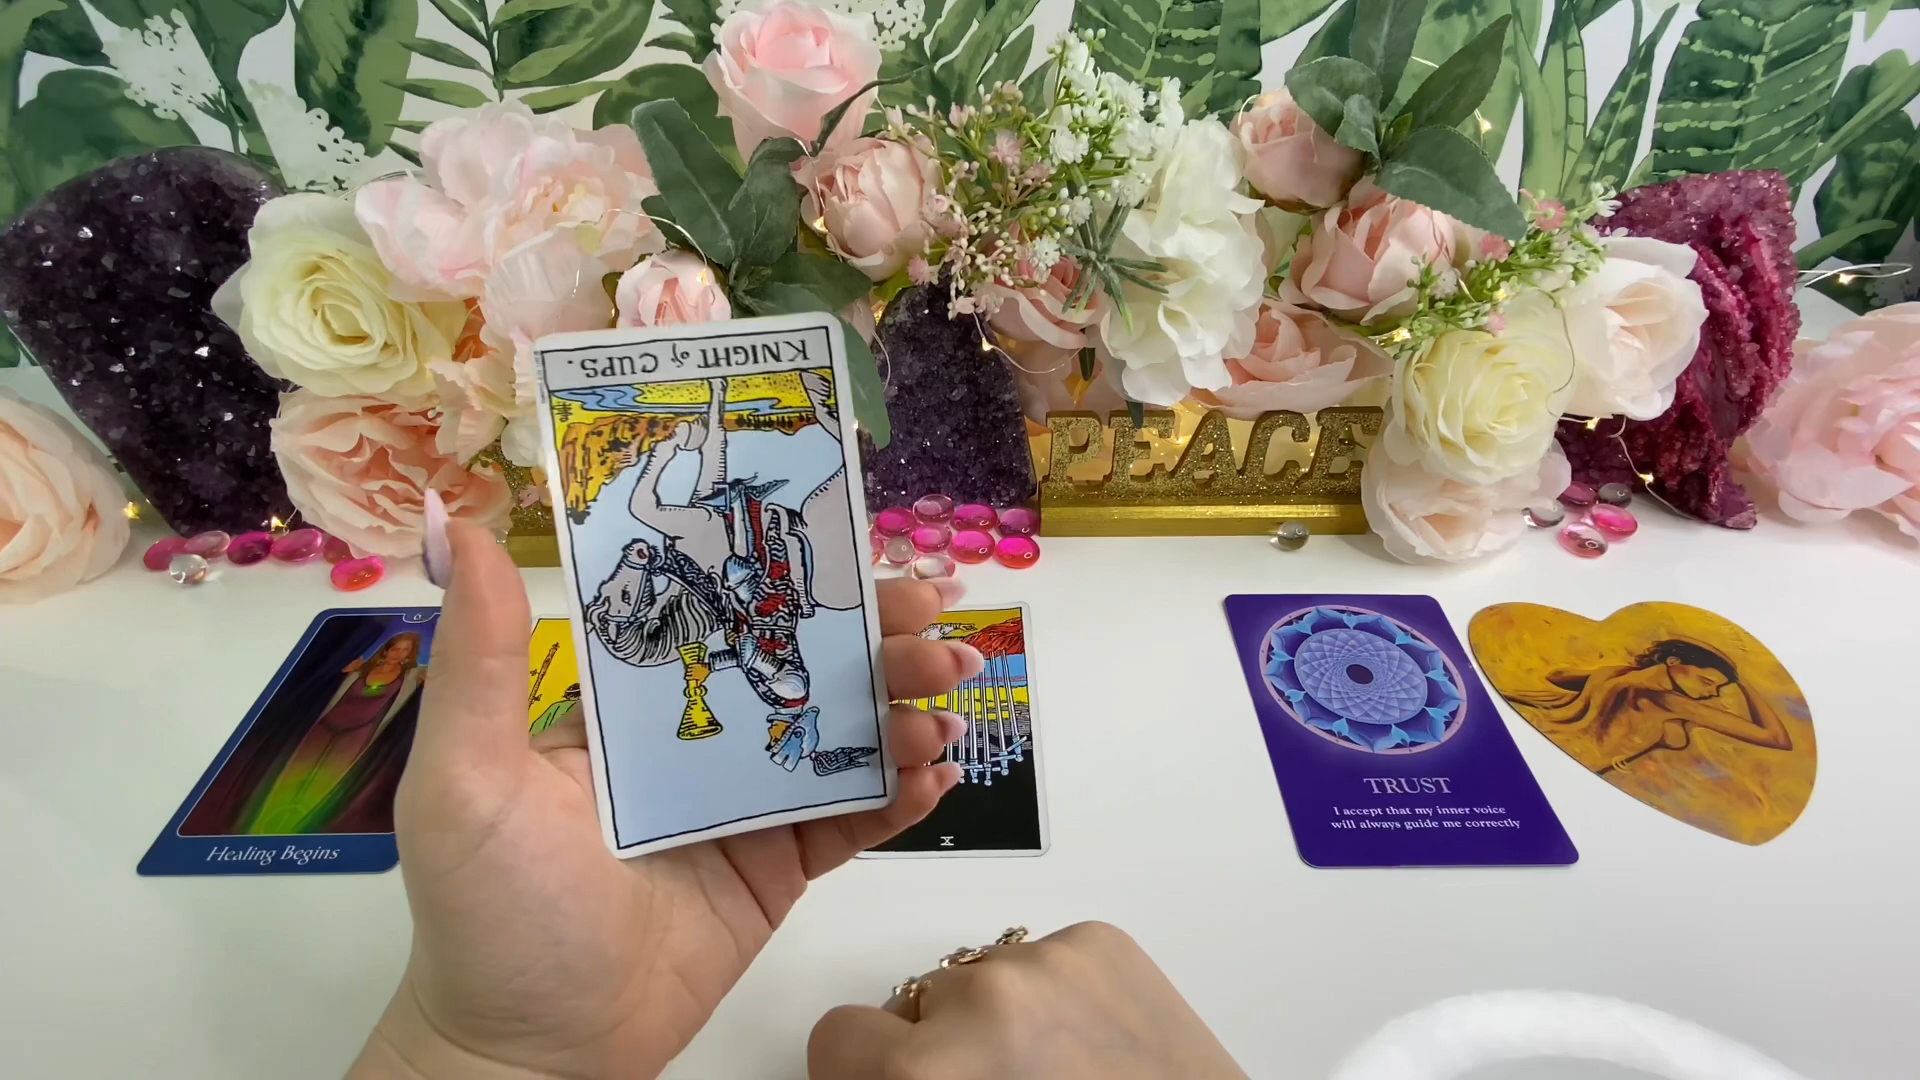 KNIGHT of CUPS.
PEACE
Healing Begins
X
TRUST
I accept that my inner voice
will always guide me correctly